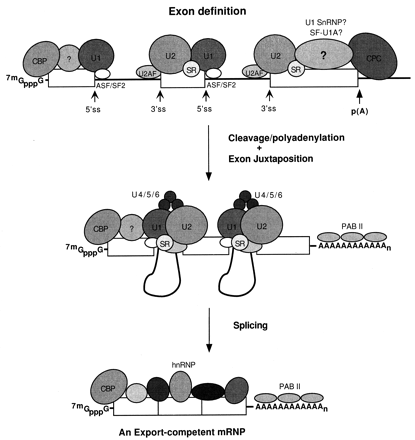 Exon definition
U1 SnRNP?
SF-U1A?
CBP ? U1 U2 U1 U2 ? CPC
U2AF SR U2AF SR
7mGpppG ASF/SF2 ASF/SF2
5'ss 3'ss 5'ss 3'ss p(A)
Cleavage/polyadenylation
+
Exon Juxtaposition
U4/5/6 U4/5/6
CBP ? U1 U2 U1 U2 PAB II
SR SR
7mGpppG AAAAAAAAAAAAn
Splicing
hnRNP
CBP PAB II
7mGpppG AAAAAAAAAAAAn
An Export-competent mRNP